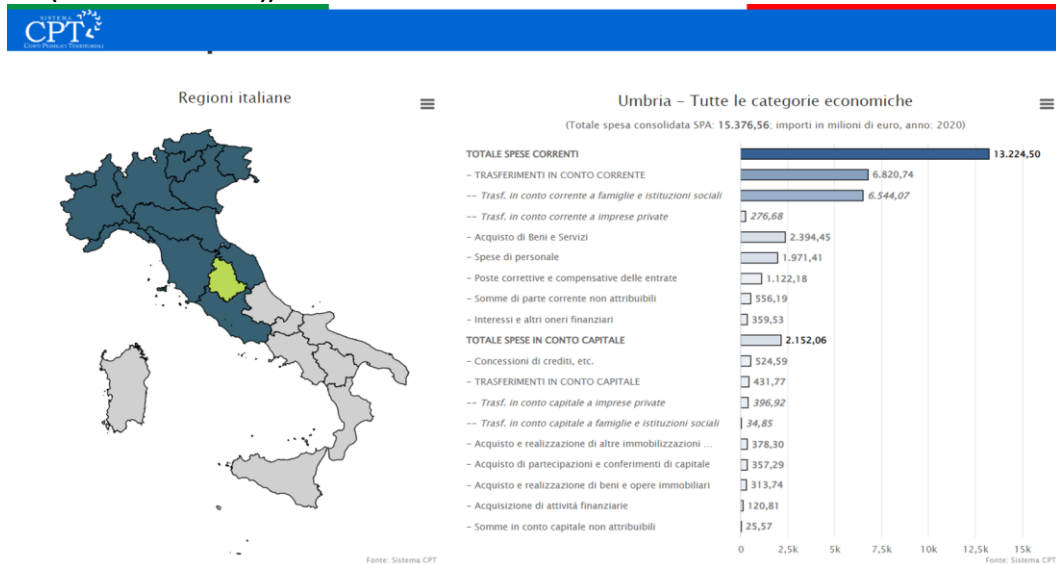 SISTEMA
CPT
CONTI PUBBLICI TERRITORIALI
Regioni italiane
Fonte: Sistema CPT
Umbria – Tutte le categorie economiche
(Totale spesa consolidata SPA: 15.376,56; importi in milioni di euro, anno: 2020)
TOTALE SPESE CORRENTI 13.224,50
- TRASFERIMENTI IN CONTO CORRENTE 6.820,74
-- Trasf. in conto corrente a famiglie e istituzioni sociali 6.544,07
-- Trasf. in conto corrente a imprese private 276,68
- Acquisto di Beni e Servizi 2.394,45
- Spese di personale 1.971,41
- Poste correttive e compensative delle entrate 1.122,18
- Somme di parte corrente non attribuibili 556,19
- Interessi e altri oneri finanziari 359,53
TOTALE SPESE IN CONTO CAPITALE 2.152,06
- Concessioni di crediti, etc. 524,59
- TRASFERIMENTI IN CONTO CAPITALE 431,77
-- Trasf. in conto capitale a imprese private 396,92
-- Trasf. in conto capitale a famiglie e istituzioni sociali 34,85
- Acquisto e realizzazione di altre immobilizzazioni ... 378,30
- Acquisto di partecipazioni e conferimenti di capitale 357,29
- Acquisto e realizzazione di beni e opere immobiliari 313,74
- Acquisizione di attività finanziarie 120,81
- Somme in conto capitale non attribuibili 25,57
0 2,5k 5k 7,5k 10k 12,5k 15k
Fonte: Sistema CPT